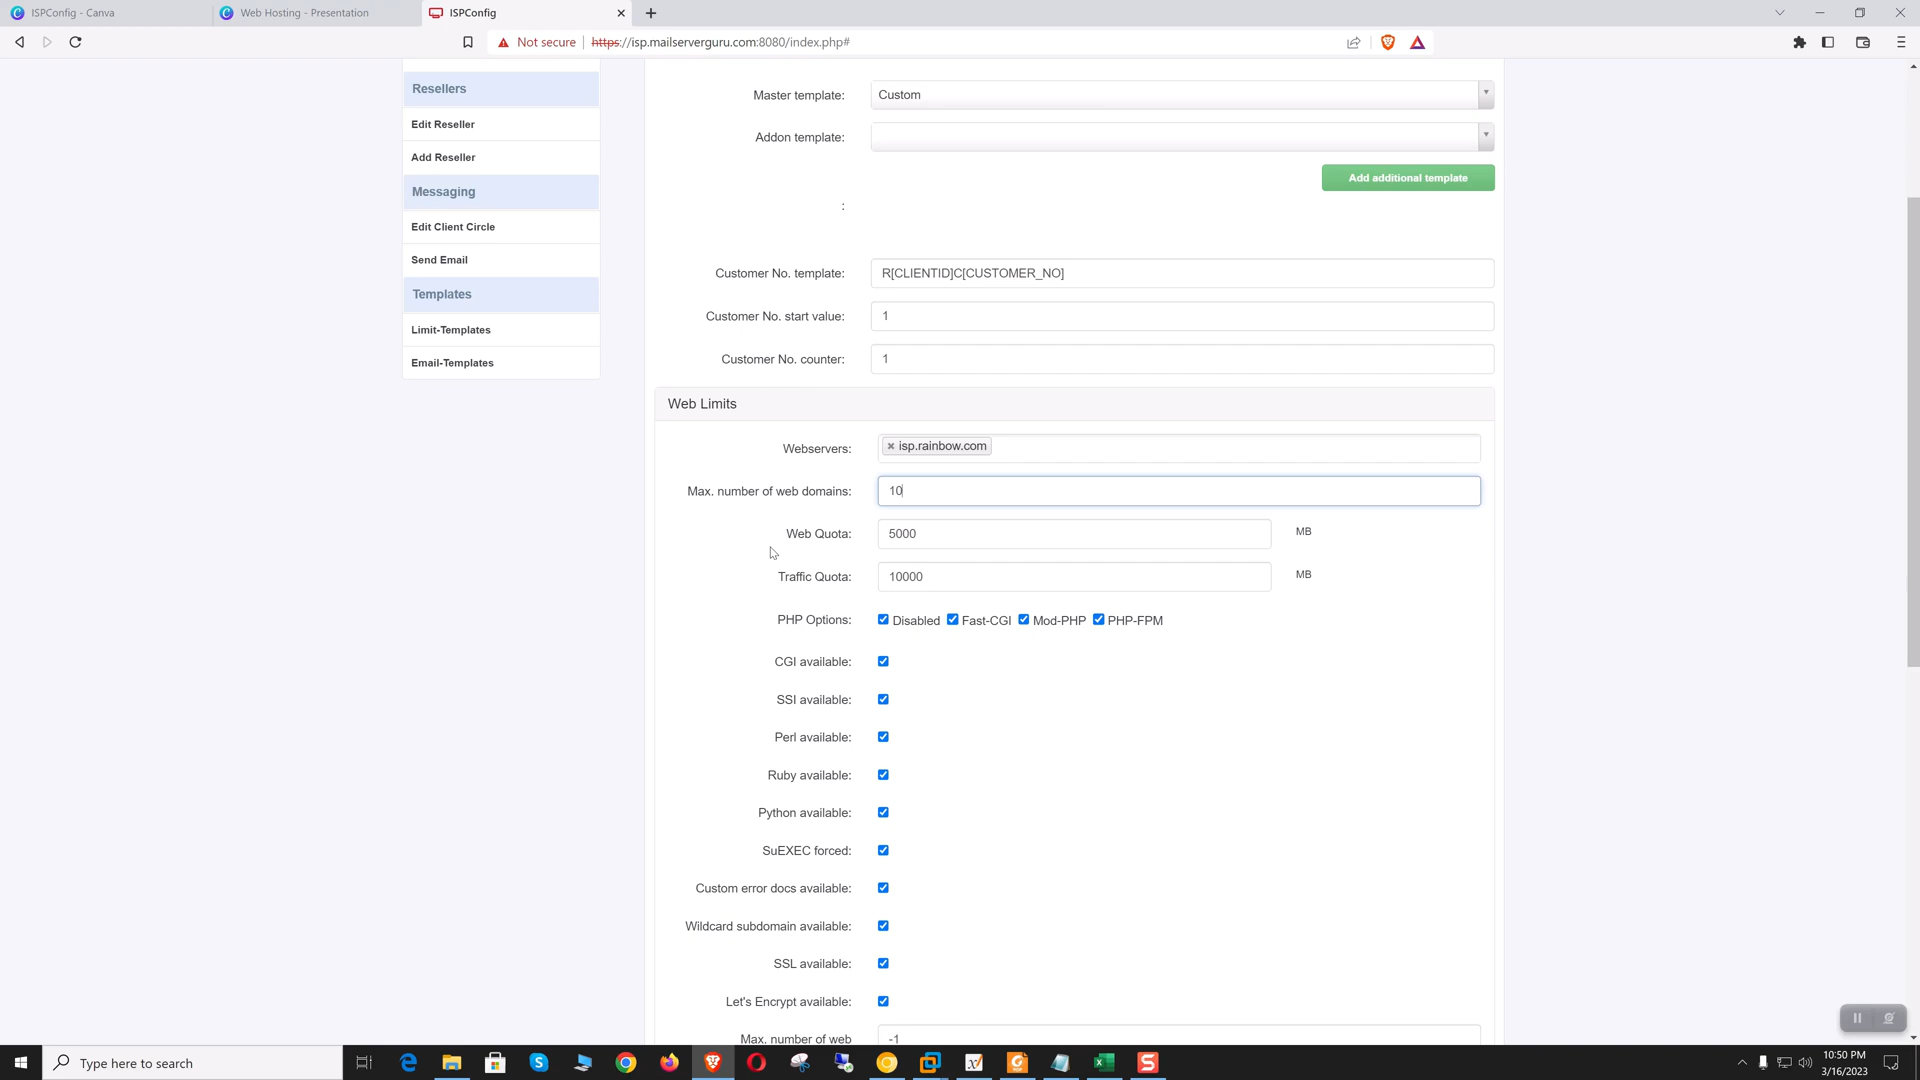 ISPConfig - Canva
Web Hosting - Presentation
ISPConfig
Not secure
https://isp.mailserverguru.com:8080/index.php#
Resellers
Edit Reseller
Add Reseller
Messaging
Edit Client Circle
Send Email
Templates
Limit-Templates
Email-Templates
Master template: Custom
Addon template:
Add additional template
:
Customer No. template: R[CLIENTID]C[CUSTOMER_NO]
Customer No. start value: 1
Customer No. counter: 1
Web Limits
Webservers: × isp.rainbow.com
Max. number of web domains: 10
Web Quota: 5000 MB
Traffic Quota: 10000 MB
PHP Options: Disabled Fast-CGI Mod-PHP PHP-FPM
CGI available:
SSI available:
Perl available:
Ruby available:
Python available:
SuEXEC forced:
Custom error docs available:
Wildcard subdomain available:
SSL available:
Let's Encrypt available:
Max. number of web -1
Type here to search
10:50 PM
3/16/2023